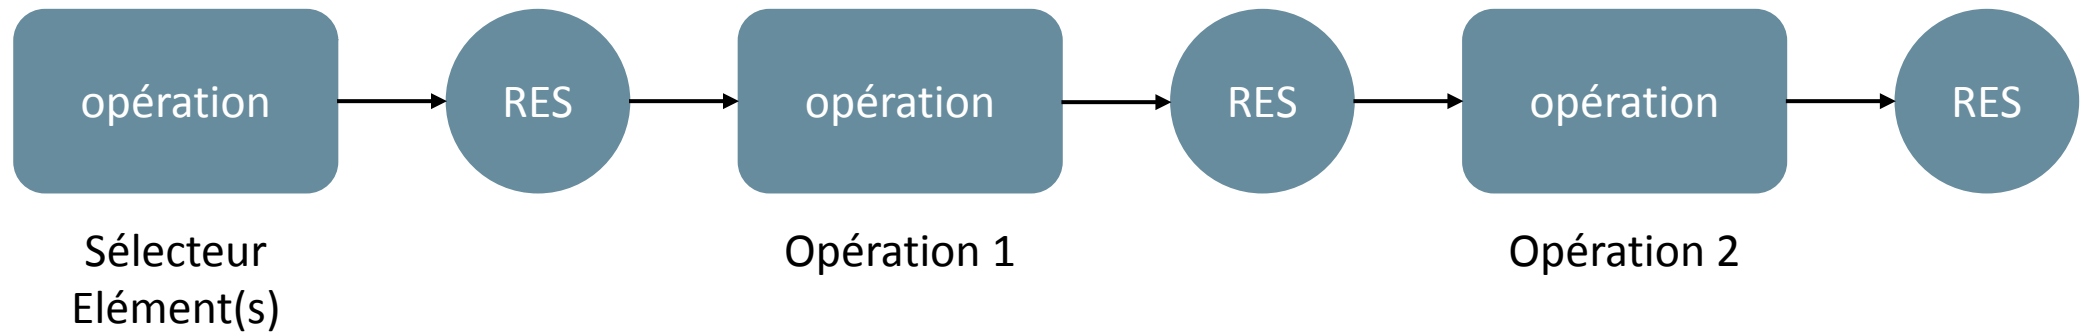 opération
RES
opération
RES
opération
RES
Sélecteur
Elément(s)
Opération 1
Opération 2